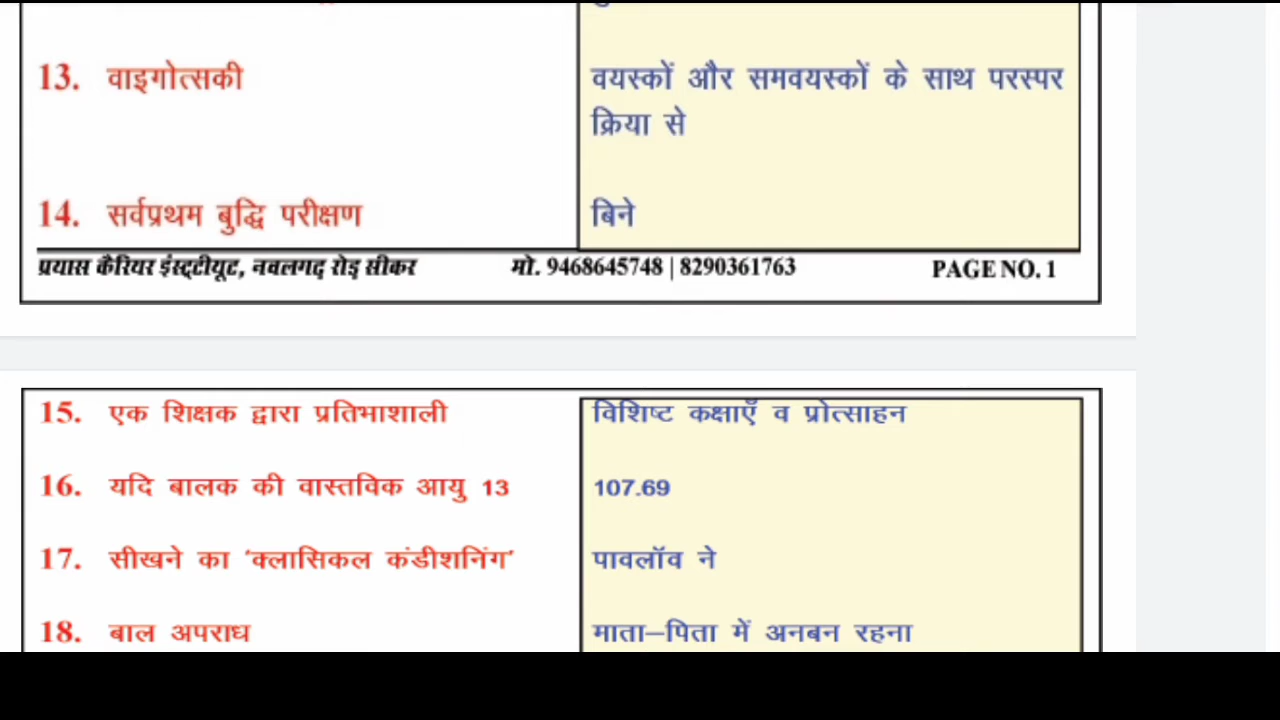 13. वाइगोत्सकी
वयस्कों और समवयस्कों के साथ परस्पर
क्रिया से
14. सर्वप्रथम बुद्धि परीक्षण
बिने
प्रयास कैरियर इंस्ट्टीयूट, नवलगढ़ रोड़ सीकर मो. 9468645748 | 8290361763 PAGE NO. 1
15. एक शिक्षक द्वारा प्रतिभाशाली
विशिष्ट कक्षाएँ व प्रोत्साहन
16. यदि बालक की वास्तविक आयु 13
107.69
17. सीखने का 'क्लासिकल कंडीशनिंग'
पावलॉव ने
18. बाल अपराध
माता–पिता में अनबन रहना